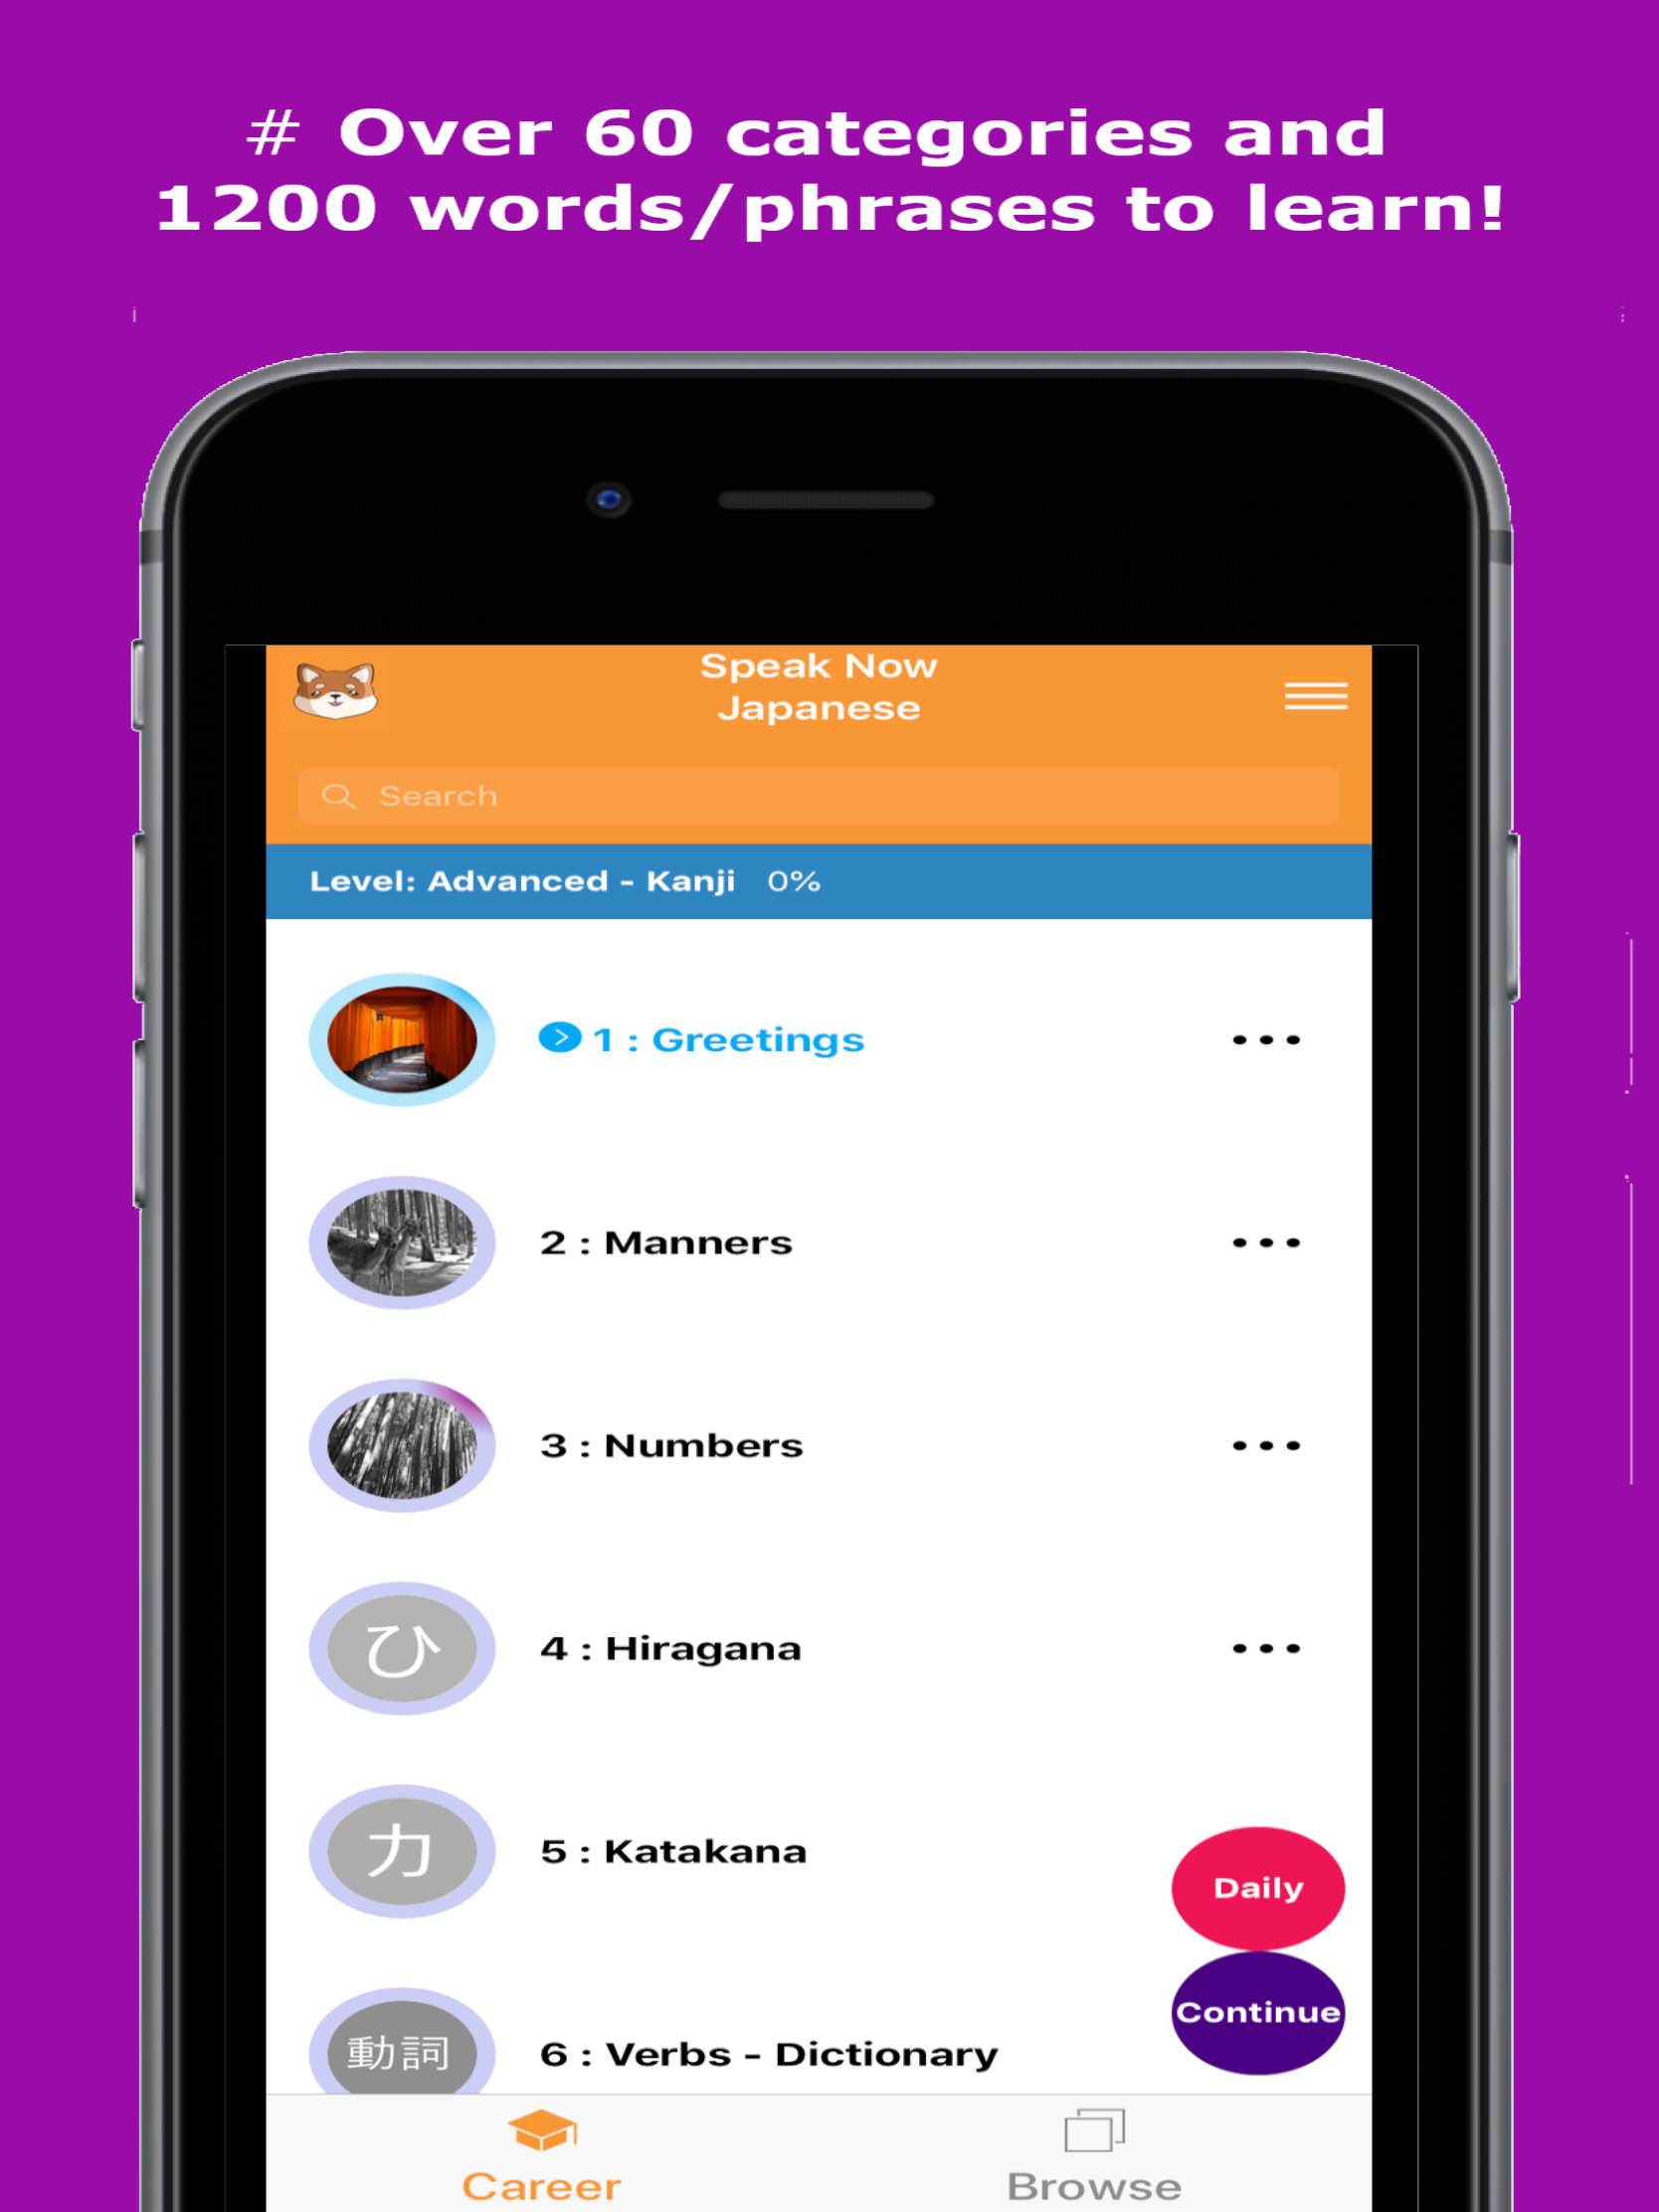 # Over 60 categories and
1200 words/phrases to learn!
Speak Now
Japanese
Search
Level: Advanced - Kanji 0%
1 : Greetings
2 : Manners
3 : Numbers
ひ
4 : Hiragana
カ
5 : Katakana
Daily
Continue
動詞
6 : Verbs - Dictionary
Career
Browse